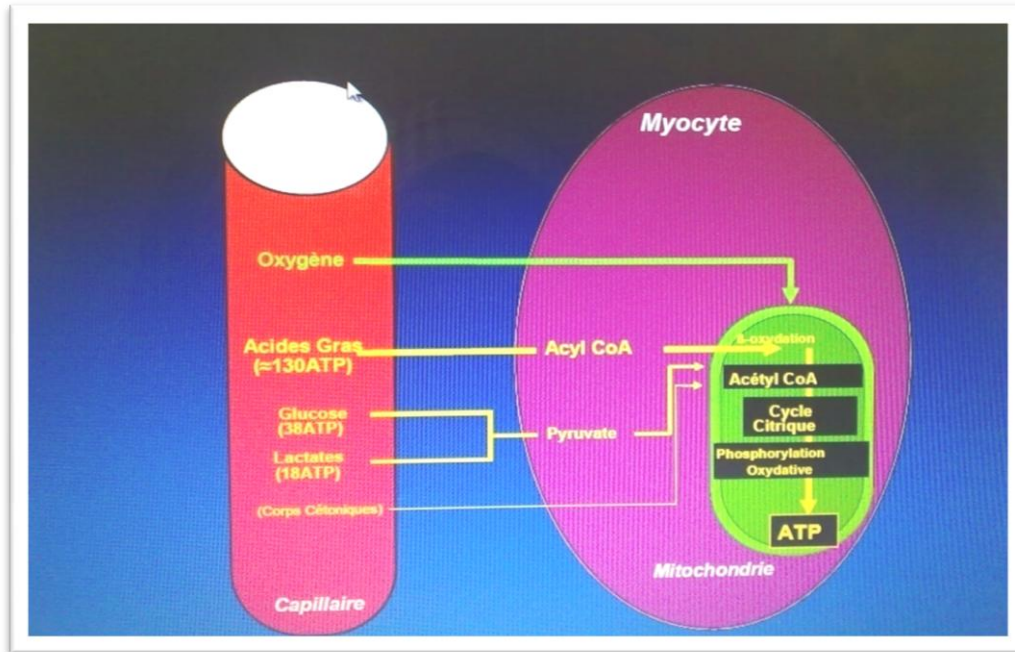 Myocyte
Oxygène
Acides Gras
(≈130ATP)
Acyl CoA
ß-oxydation
Acétyl CoA
Glucose
(38ATP)
Pyruvate
Cycle
Citrique
Lactates
(18ATP)
Phosphorylation
Oxydative
(Corps Cétoniques)
ATP
Mitochondrie
Capillaire